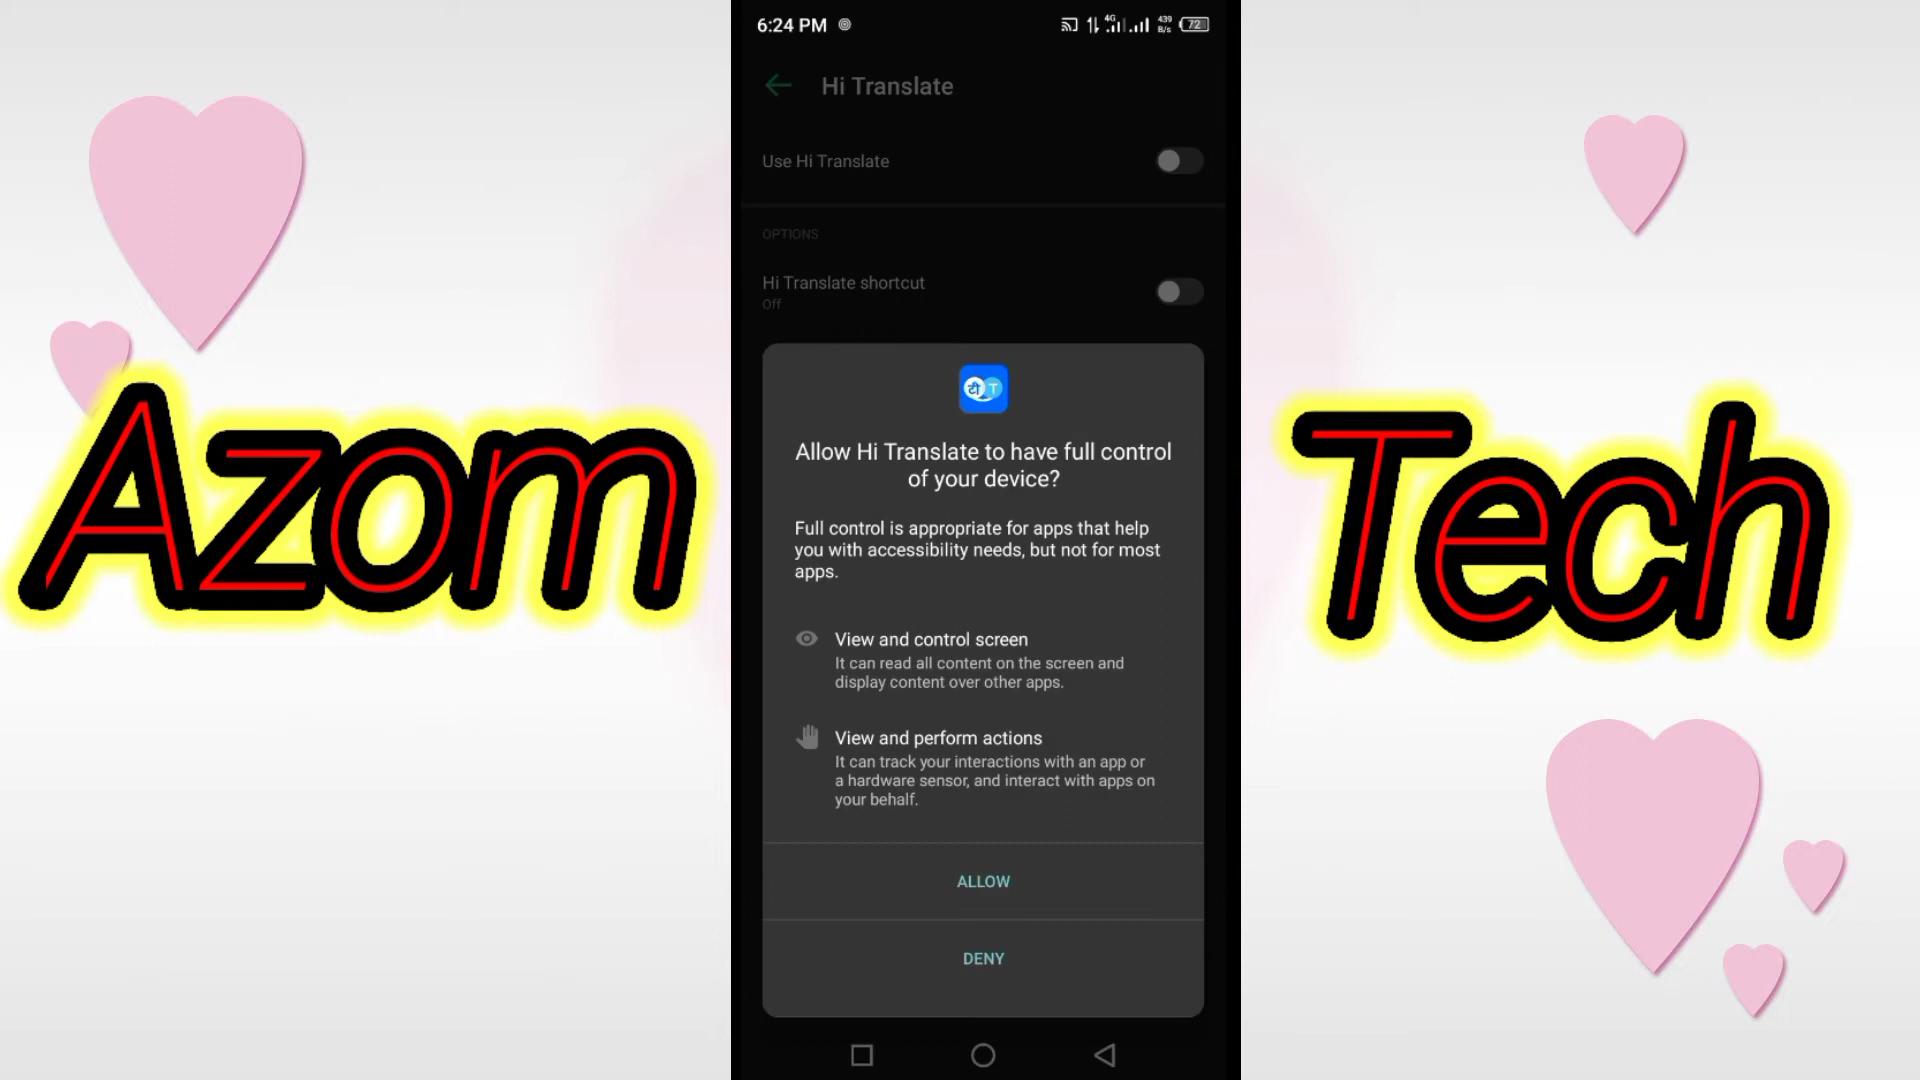 6:24 PM
4G
439
B/s
72
Hi Translate
Use Hi Translate
OPTIONS
Hi Translate shortcut
Off
टी T
Allow Hi Translate to have full control
of your device?
Full control is appropriate for apps that help
you with accessibility needs, but not for most
apps.
View and control screen
It can read all content on the screen and
display content over other apps.
View and perform actions
It can track your interactions with an app or
a hardware sensor, and interact with apps on
your behalf.
ALLOW
DENY
Azom
Tech